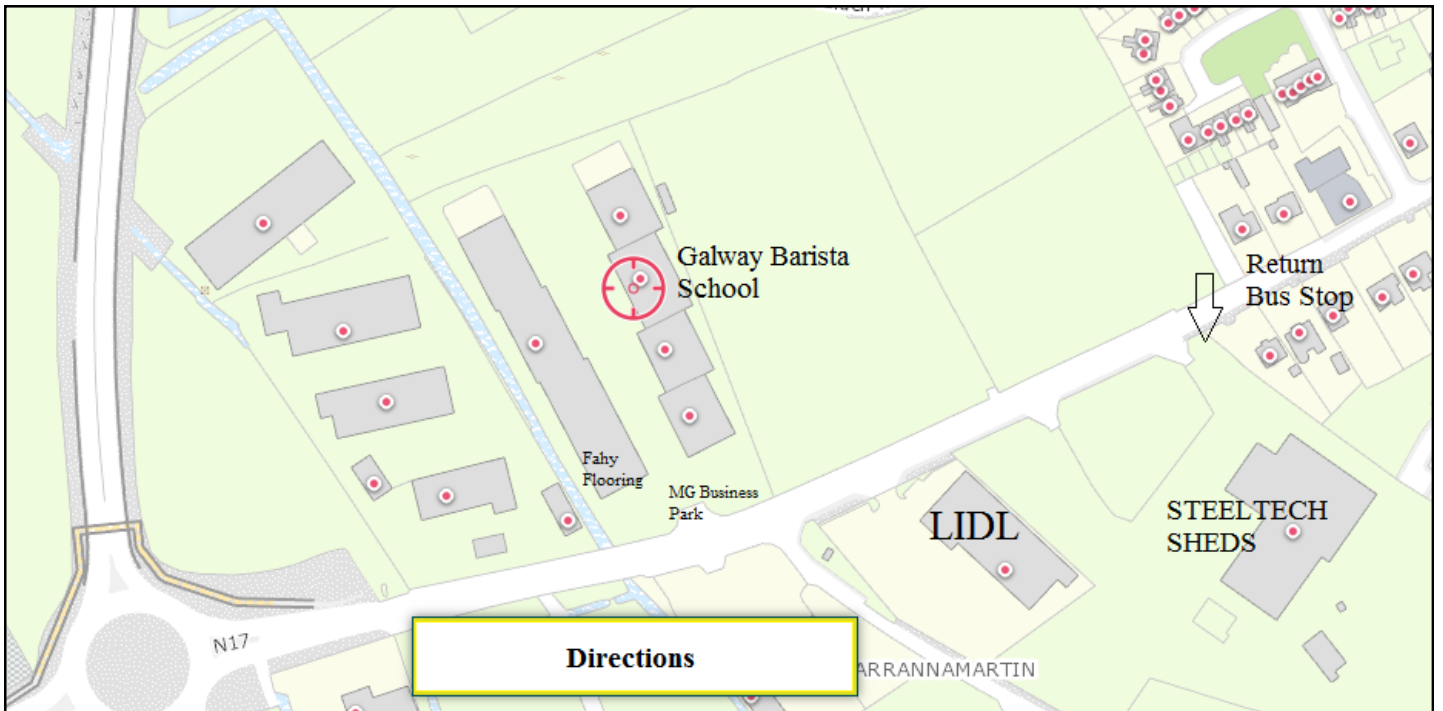 Galway Barista
School
Return
Bus Stop
Fahy
Flooring
MG Business
Park
LIDL
STEELTECH
SHEDS
N17
Directions
ARRANNAMARTIN